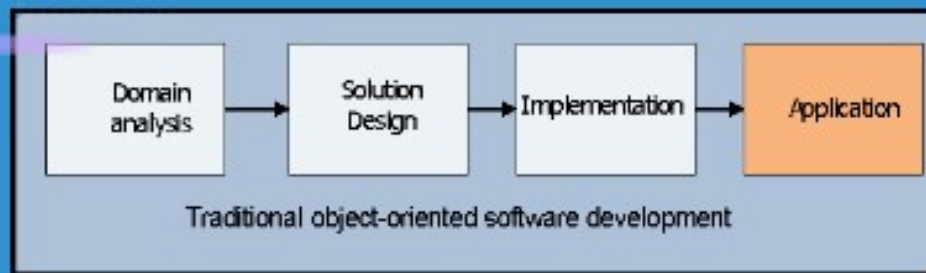 Domain
analysis
Solution
Design
Implementation
Application
Traditional object-oriented software development